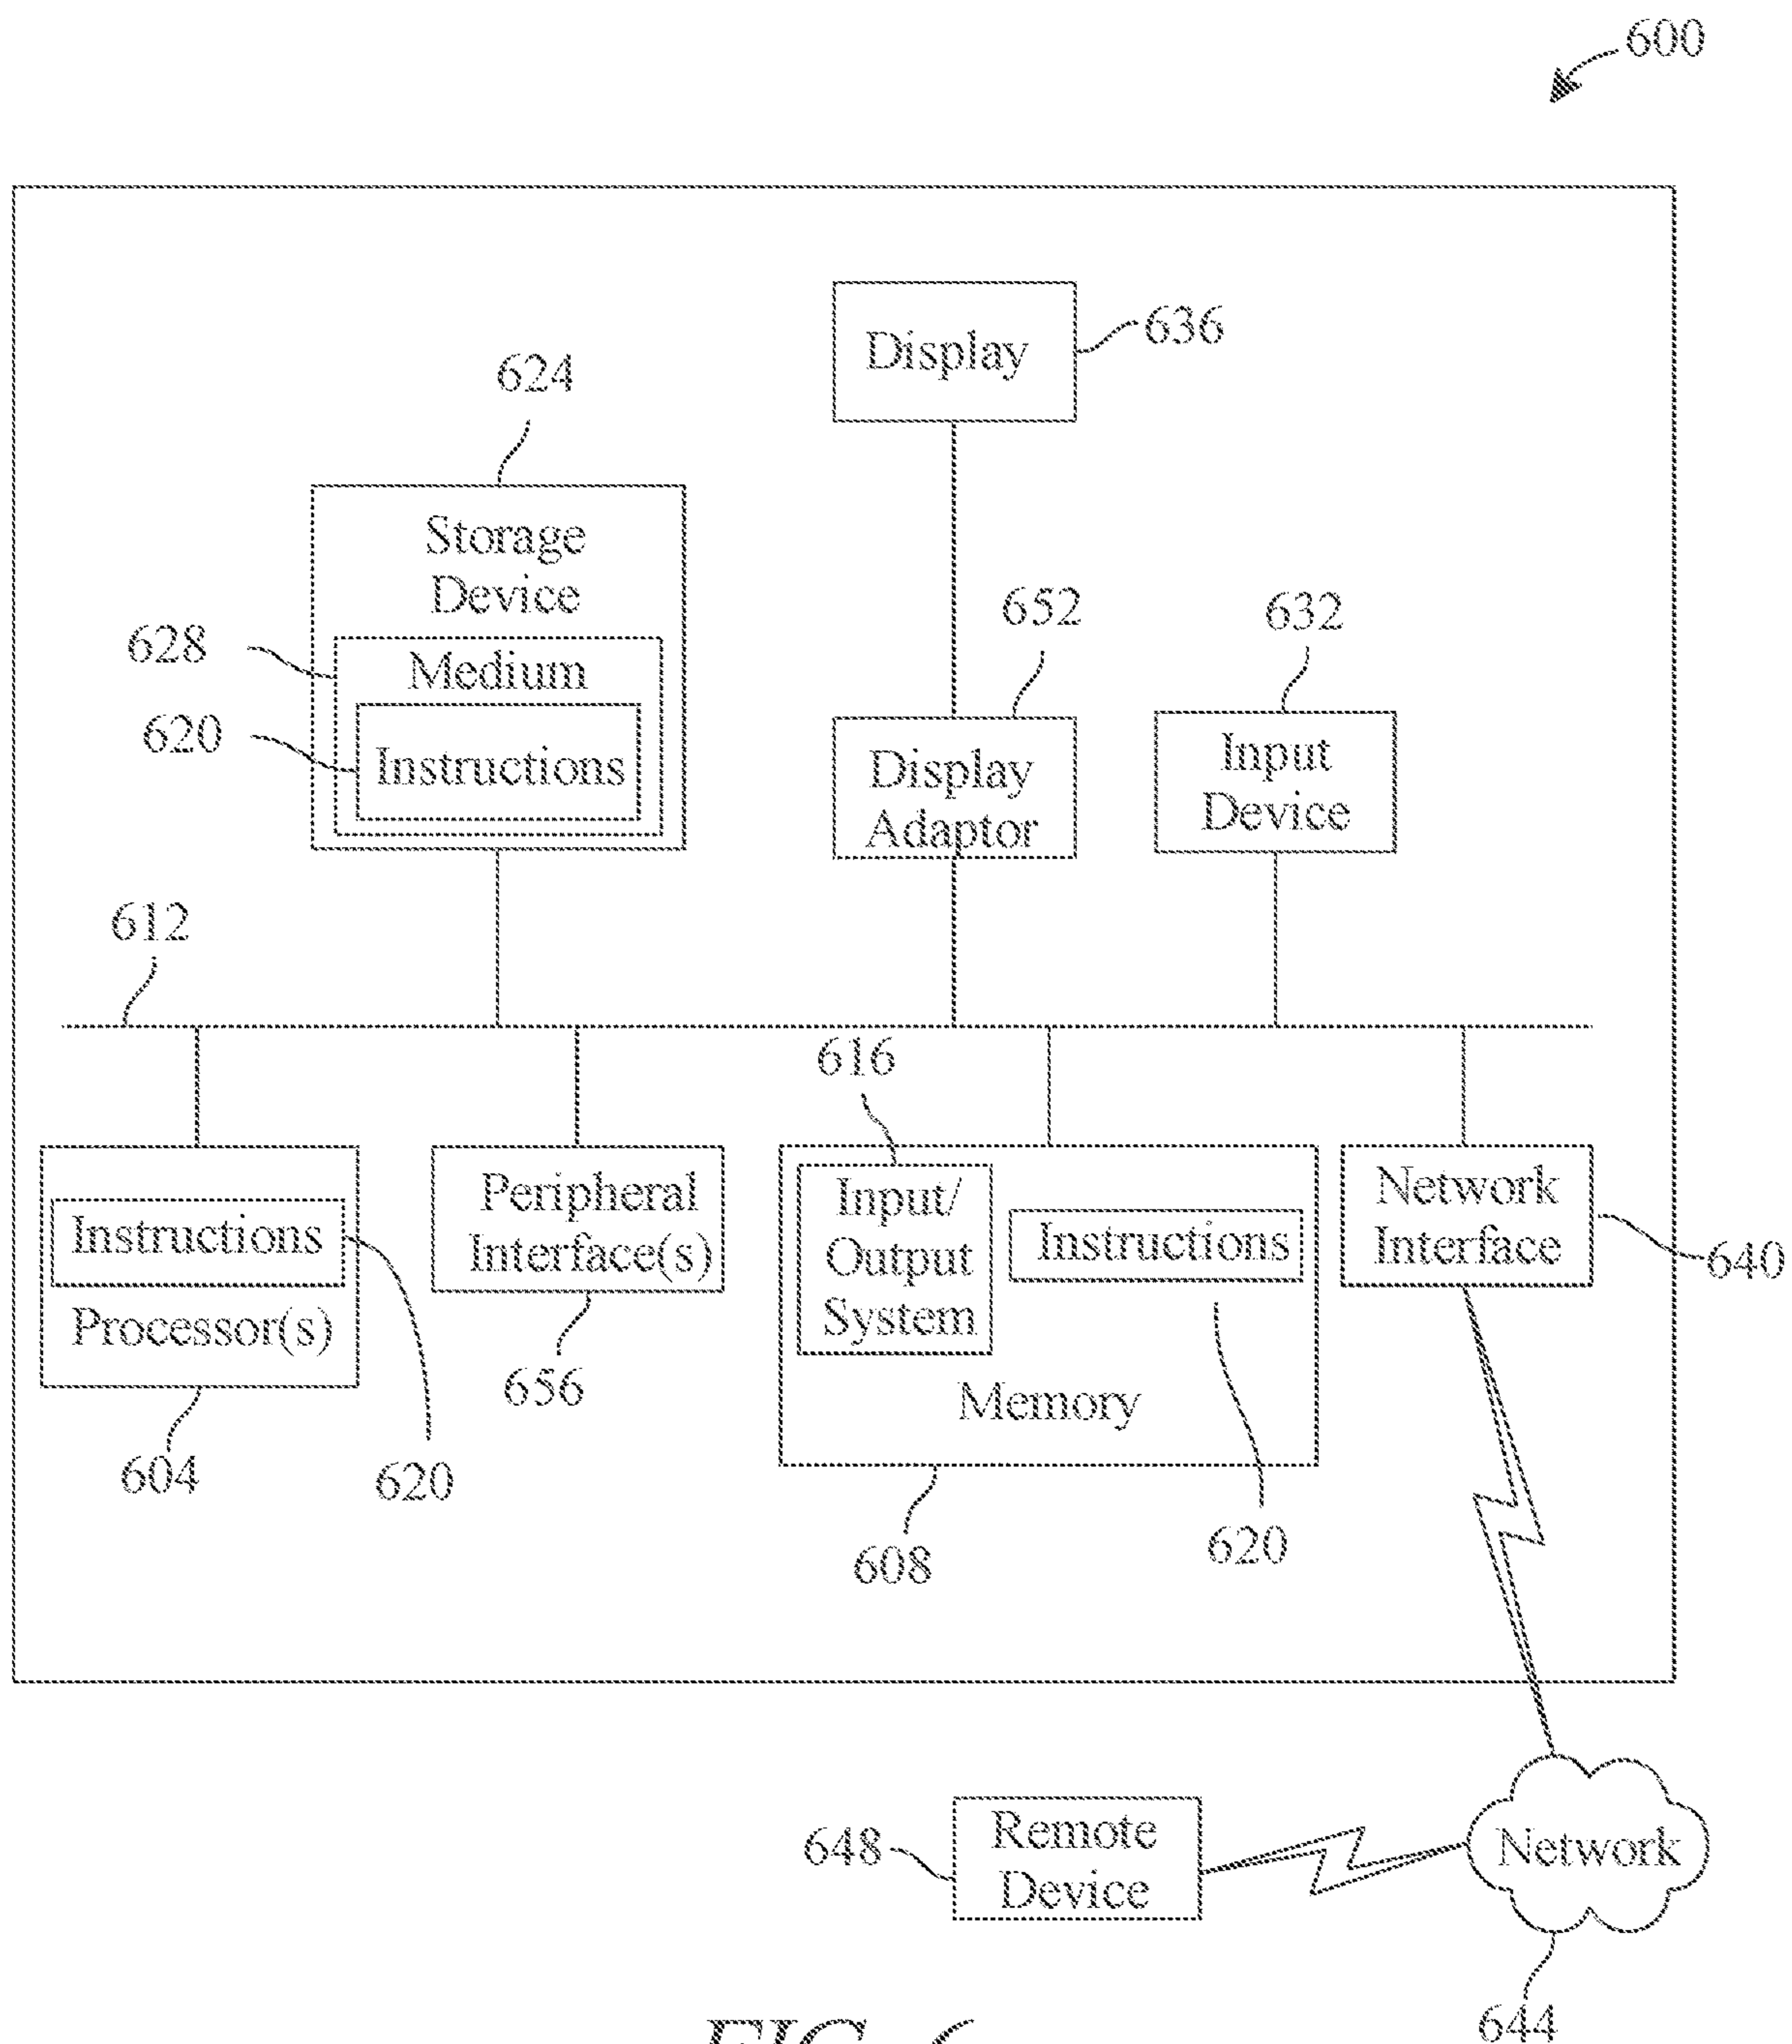 600
Display
636
624
Storage
Device
652
632
628
Medium
620
Instructions
Display
Adaptor
Input
Device
612
616
Instructions
Processor(s)
Peripheral
Interface(s)
Input/
Output
System
Instructions
Memory
Network
Interface
640
656
604
620
608
620
648
Remote
Device
Network
644
FIG. 6